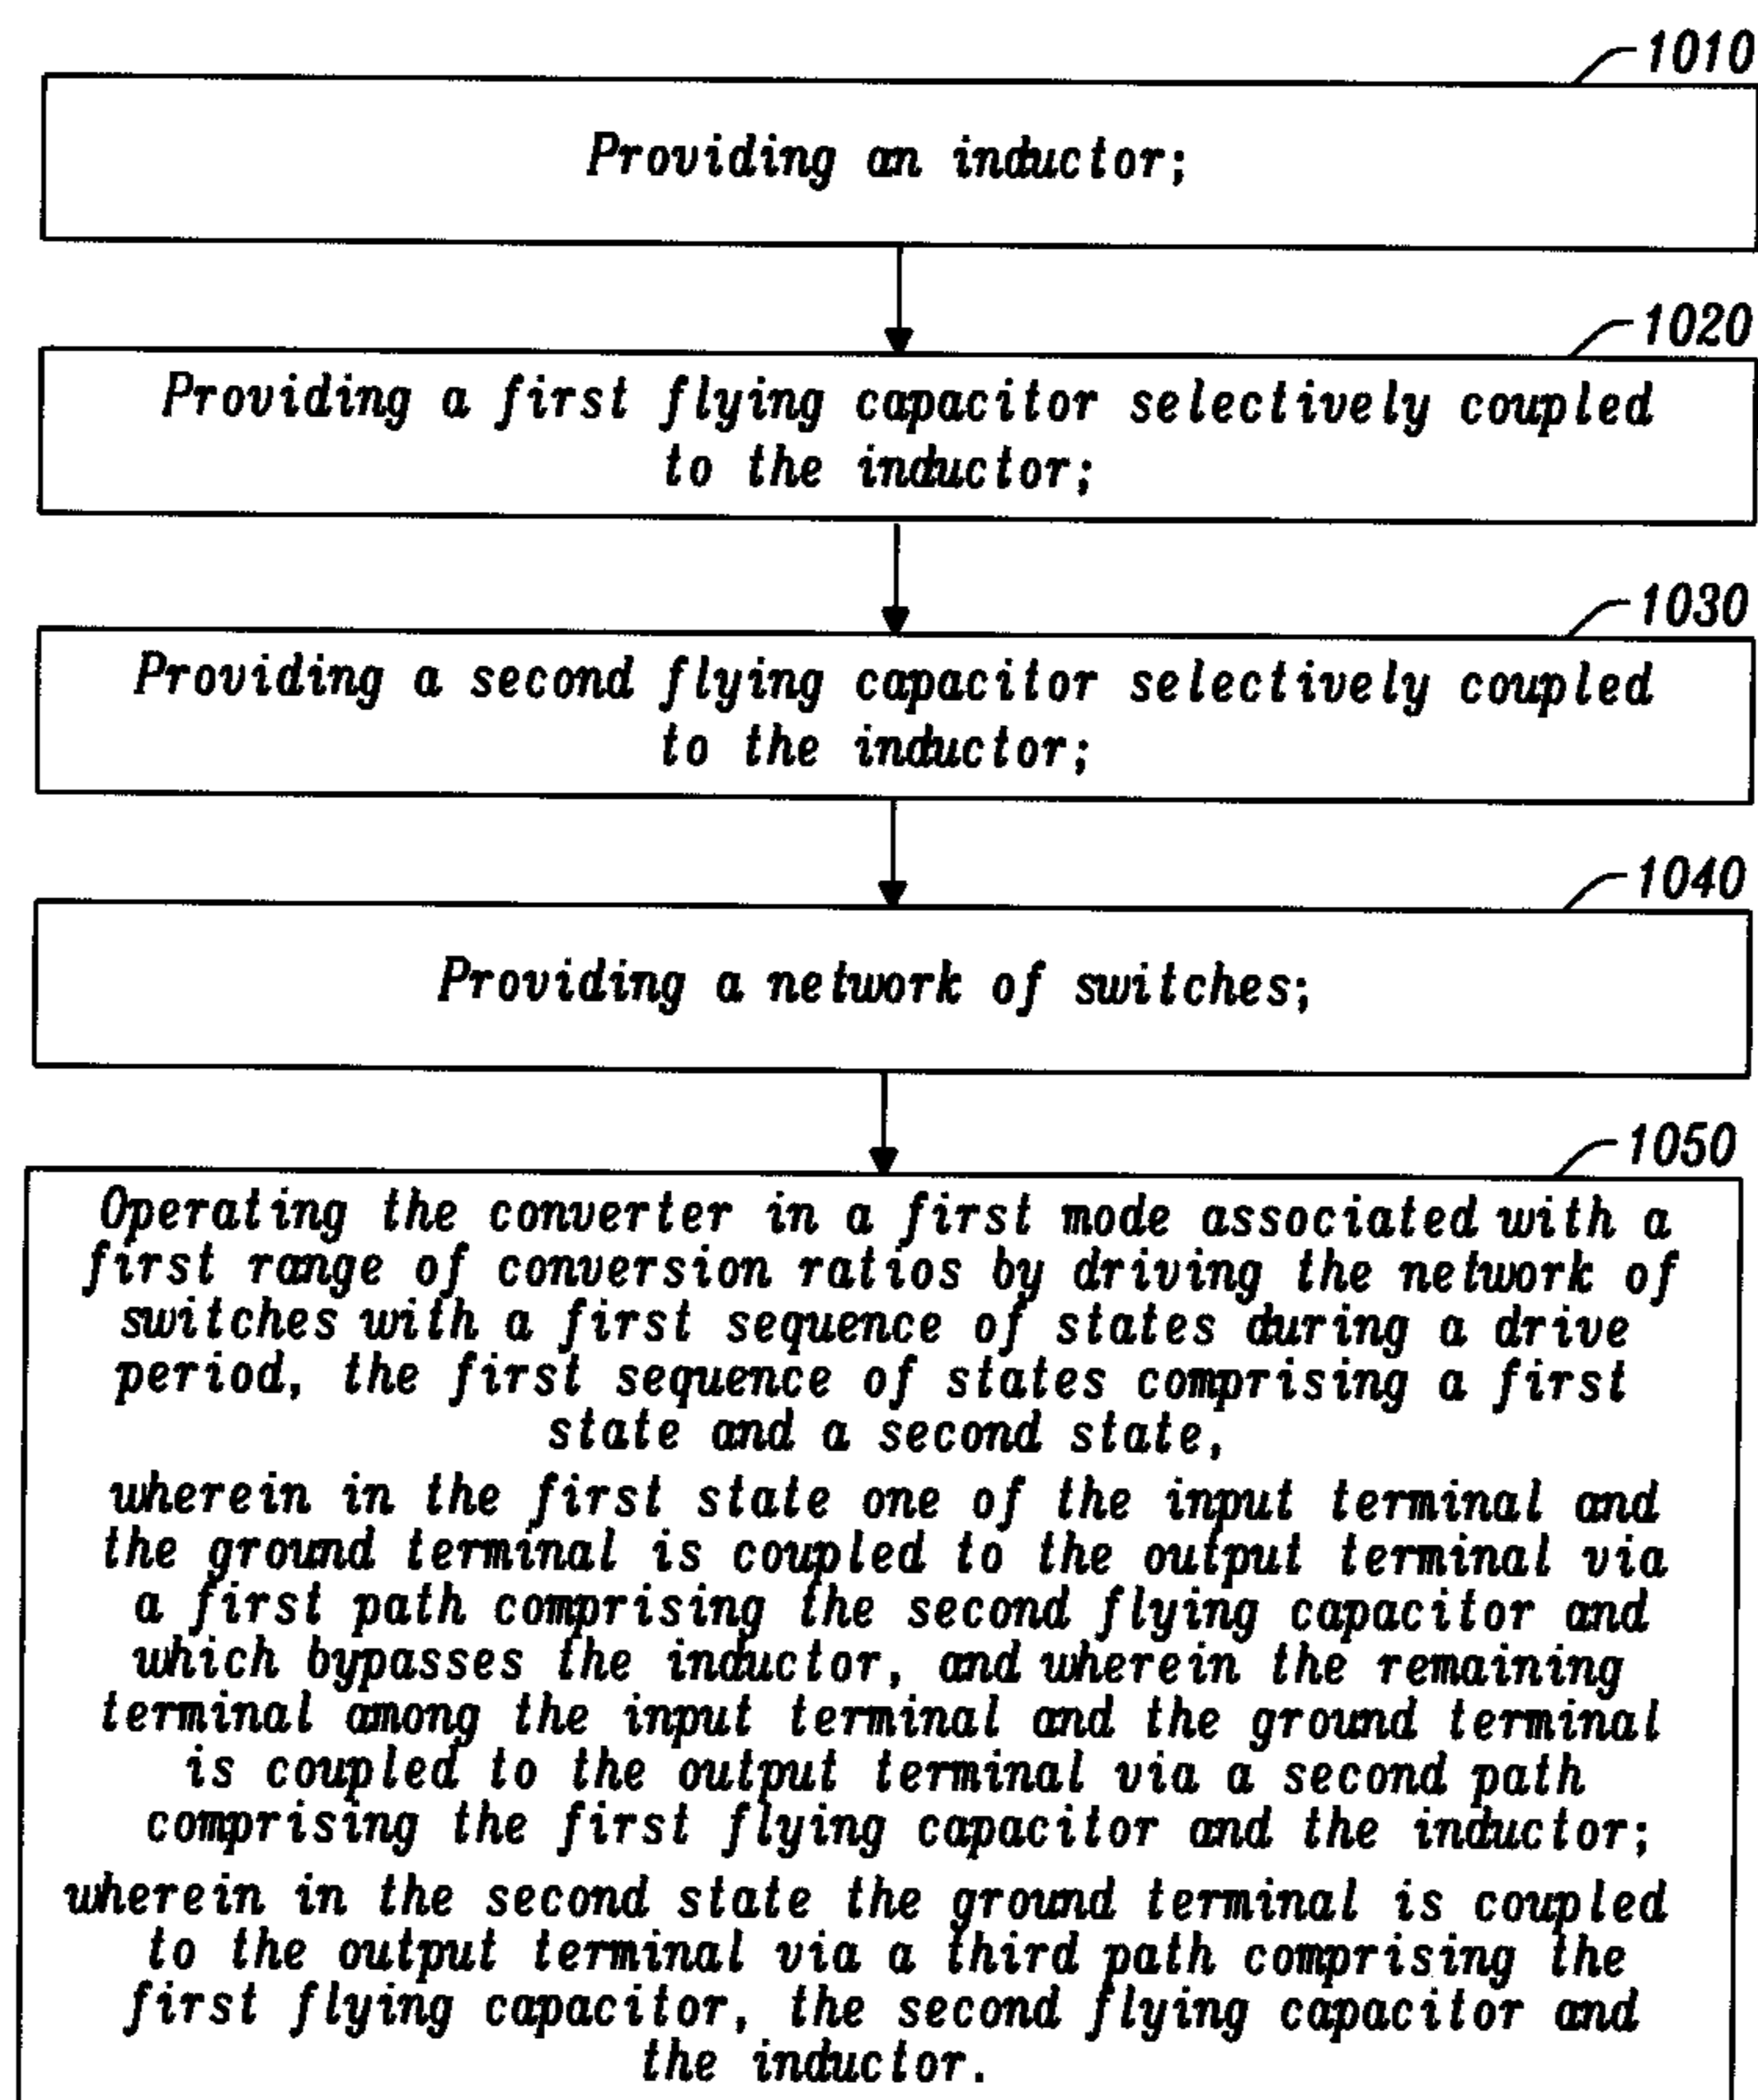 1010
Providing an inductor;
1020
Providing a first flying capacitor selectively coupled
to the inductor;
1030
Providing a second flying capacitor selectively coupled
to the inductor;
1040
Providing a network of switches;
1050
Operating the converter in a first mode associated with a
first range of conversion ratios by driving the network of
switches with a first sequence of states during a drive
period, the first sequence of states comprising a first
state and a second state,
wherein in the first state one of the input terminal and
the ground terminal is coupled to the output terminal via
a first path comprising the second flying capacitor and
which bypasses the inductor, and wherein the remaining
terminal among the input terminal and the ground terminal
is coupled to the output terminal via a second path
comprising the first flying capacitor and the inductor;
wherein in the second state the ground terminal is coupled
to the output terminal via a third path comprising the
first flying capacitor, the second flying capacitor and
the inductor.